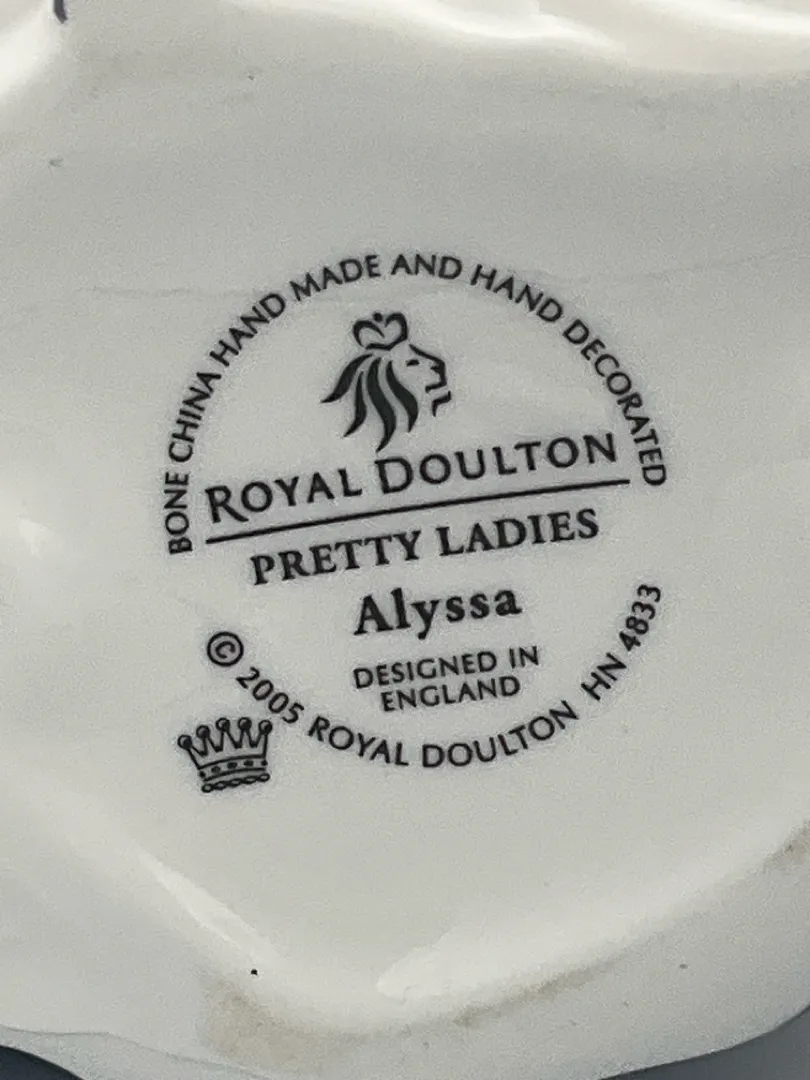 BONE CHINA HAND MADE AND HAND DECORATED
ROYAL DOULTON
PRETTY LADIES
Alyssa
DESIGNED IN
ENGLAND
© 2005 ROYAL DOULTON HN 4833